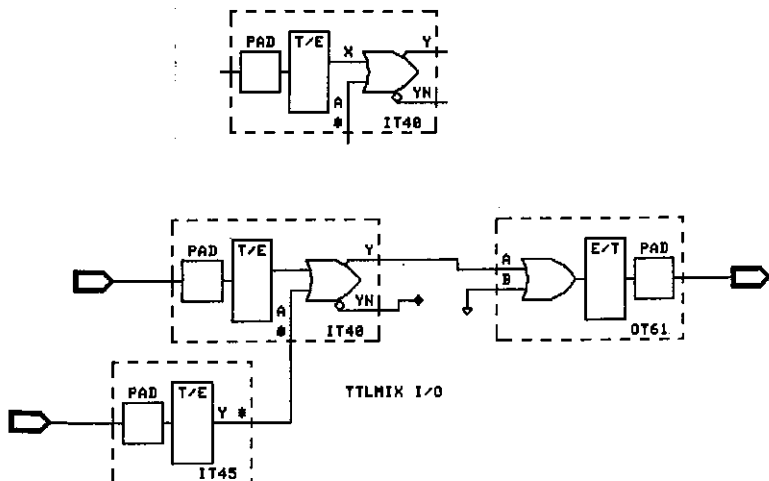 PAD T/E X Y
A YN
* IT40
PAD T/E Y A E/T PAD
B
A YN
* IT40 OT61
PAD T/E TTLMIX I/O
Y *
IT45